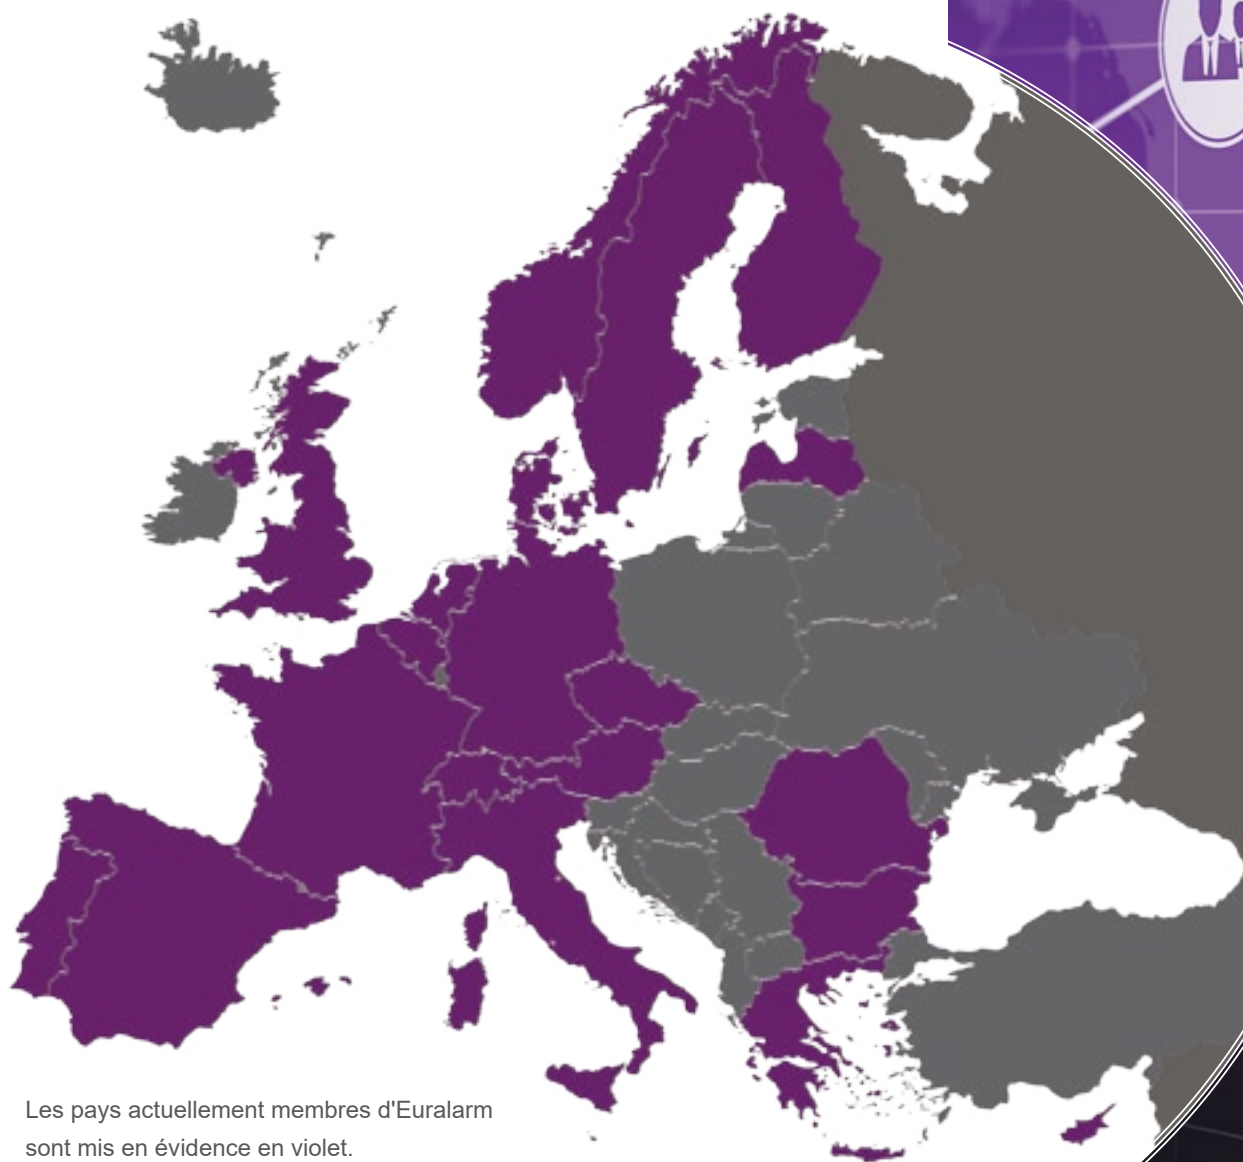 Les pays actuellement membres d'Euralarm
sont mis en évidence en violet.